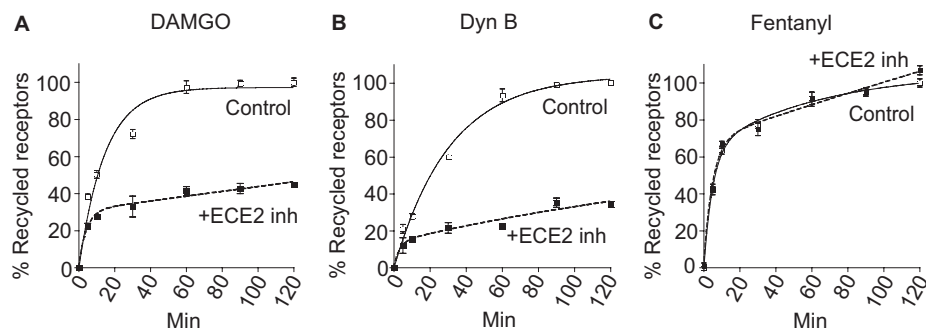 A DAMGO
% Recycled receptors
100
80
60
40
20
0
Control
+ECE2 inh
0 20 40 60 80 100 120
Min
B Dyn B
% Recycled receptors
100
80
60
40
20
0
Control
+ECE2 inh
0 20 40 60 80 100 120
Min
C Fentanyl
% Recycled receptors
100
80
60
40
20
0
+ECE2 inh
Control
0 20 40 60 80 100 120
Min